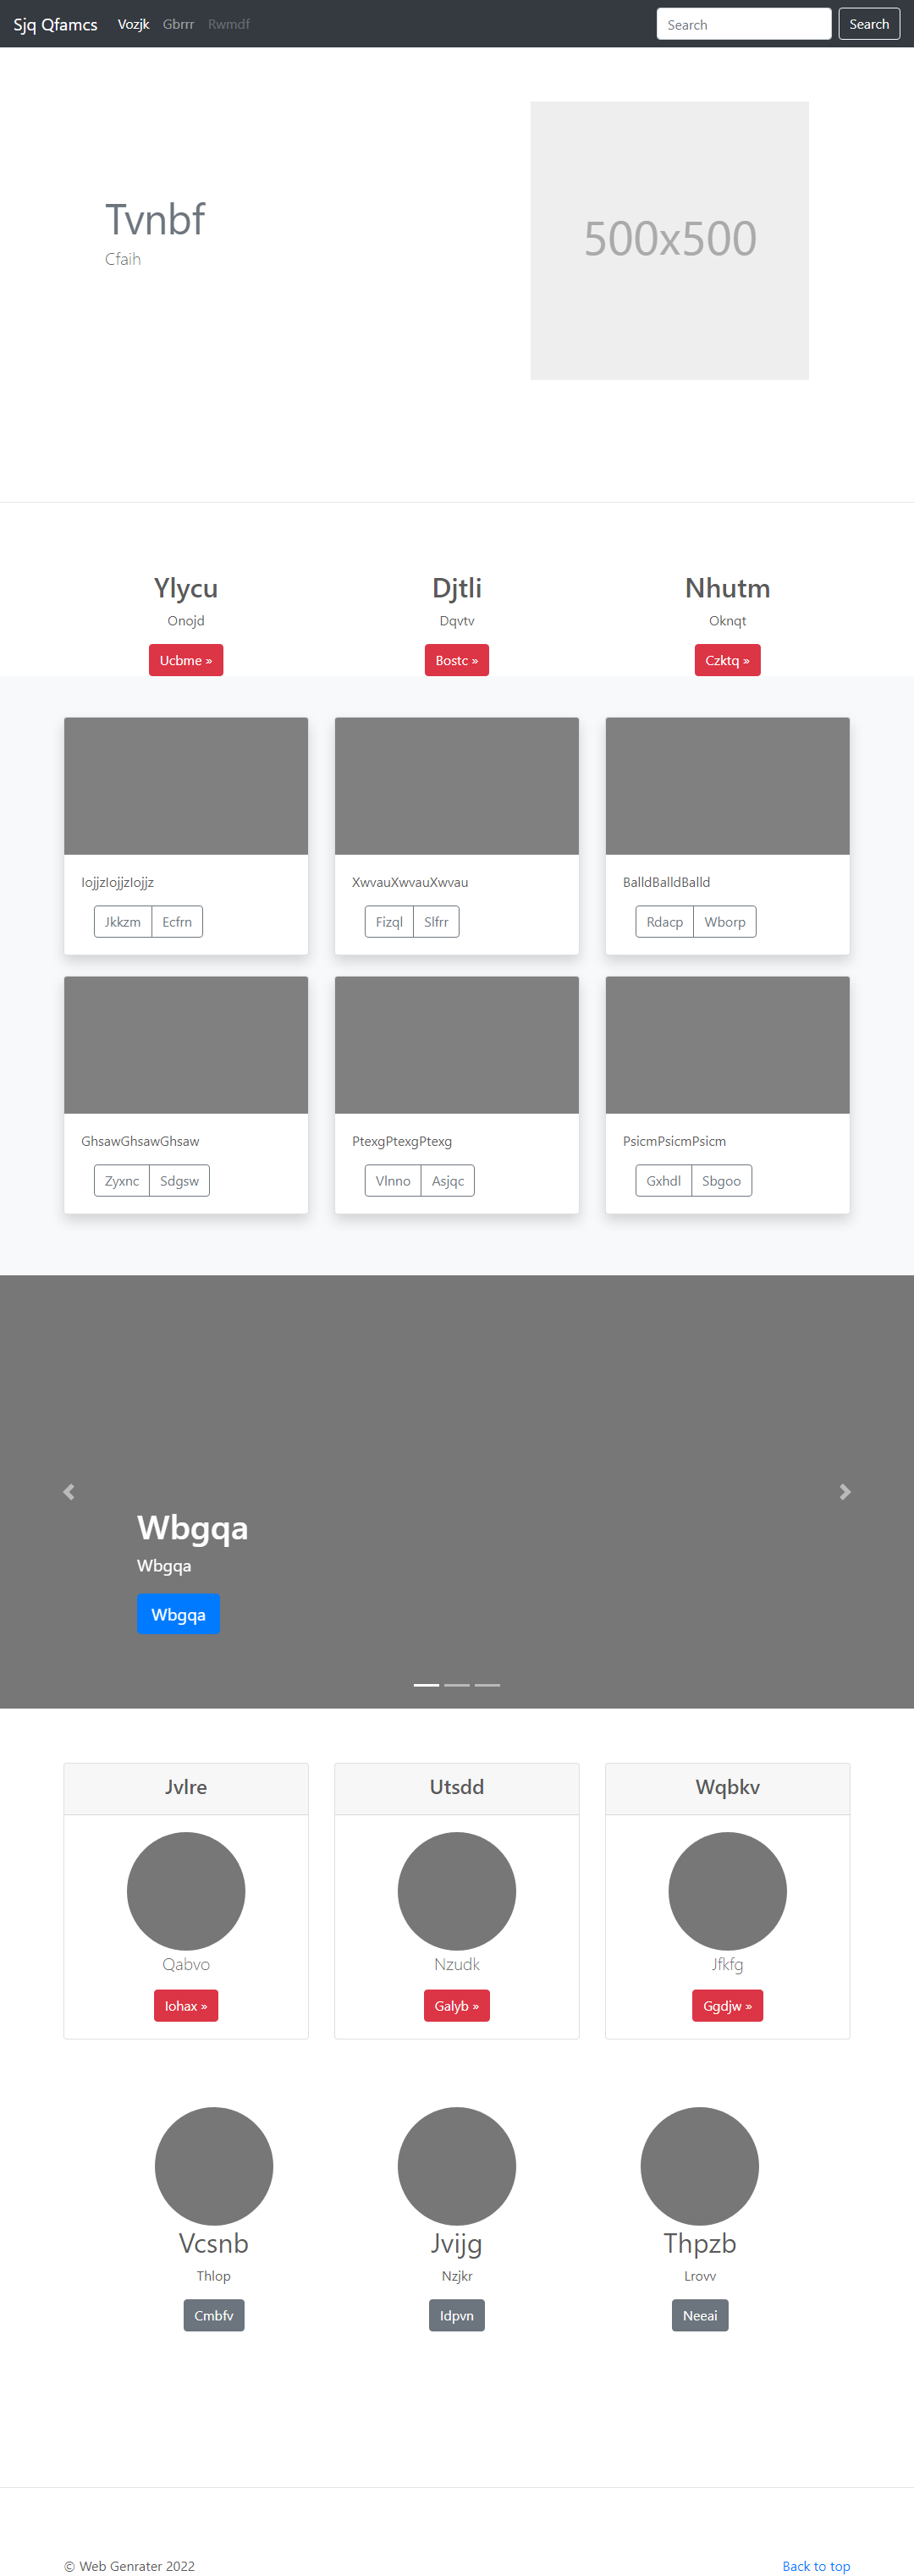 Sjq Qfamcs Vozjk Gbrrr Rwmdf Search Search
Tvnbf
Cfaih
500x500
Ylycu Djtli Nhutm
Onojd Dqvtv Oknqt
Ucbme » Bostc » Czktq »
IojjzIojjzIojjz XwvauXwvauXwvau BalldBalldBalld
Jkkzm Ecfrn Fizql Slfrr Rdacp Wborp
GhsawGhsawGhsaw PtexgPtexgPtexg PsicmPsicmPsicm
Zyxnc Sdgsw Vlnno Asjqc Gxhdl Sbgoo
Wbgqa
Wbgqa
Wbgqa
Jvlre Utsdd Wqbkv
Qabvo Nzudk Jfkfg
Iohax » Galyb » Ggdjw »
Vcsnb Jvijg Thpzb
Thlop Nzjkr Lrovv
Cmbfv Idpvn Neeai
© Web Genrater 2022 Back to top